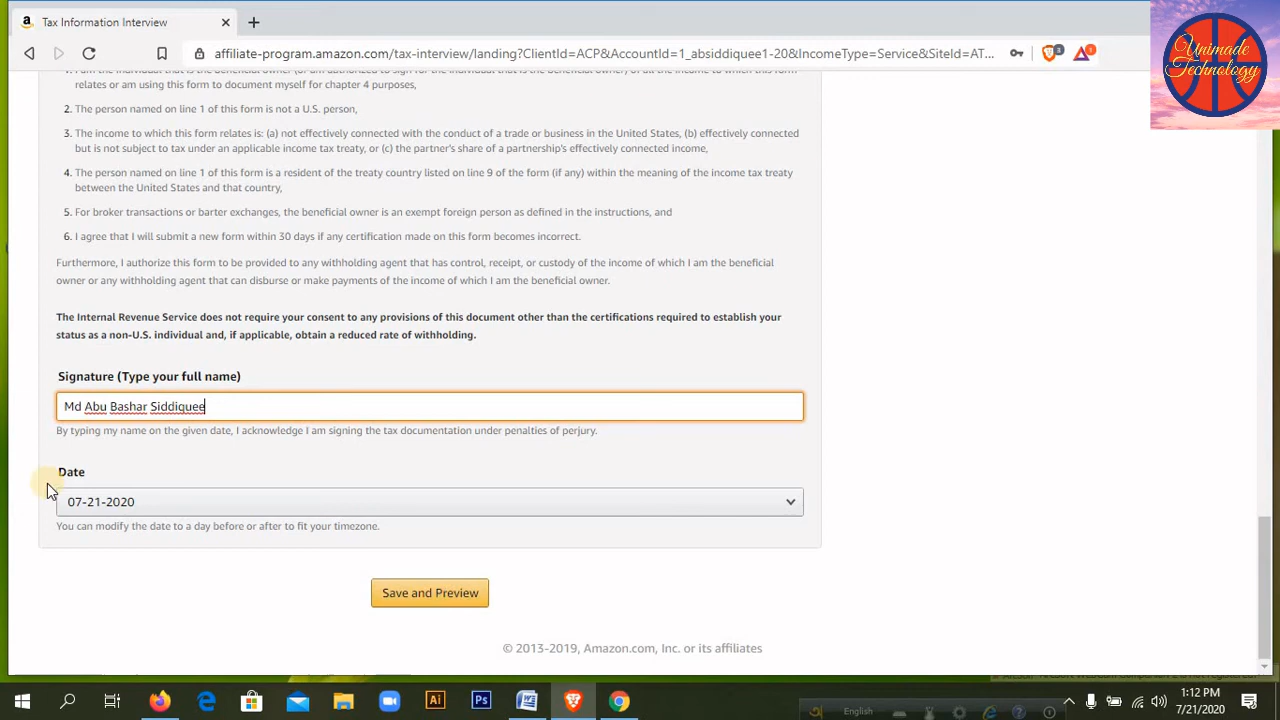 Tax Information Interview
affiliate-program.amazon.com/tax-interview/landing?ClientId=ACP&AccountId=1_absiddiquee1-20&IncomeType=Service&SiteId=AT...
3
1
Unimade
Technology
relates or am using this form to document myself for chapter 4 purposes,
2. The person named on line 1 of this form is not a U.S. person,
3. The income to which this form relates is: (a) not effectively connected with the conduct of a trade or business in the United States, (b) effectively connected
but is not subject to tax under an applicable income tax treaty, or (c) the partner's share of a partnership's effectively connected income,
4. The person named on line 1 of this form is a resident of the treaty country listed on line 9 of the form (if any) within the meaning of the income tax treaty
between the United States and that country,
5. For broker transactions or barter exchanges, the beneficial owner is an exempt foreign person as defined in the instructions, and
6. I agree that I will submit a new form within 30 days if any certification made on this form becomes incorrect.
Furthermore, I authorize this form to be provided to any withholding agent that has control, receipt, or custody of the income of which I am the beneficial
owner or any withholding agent that can disburse or make payments of the income of which I am the beneficial owner.
The Internal Revenue Service does not require your consent to any provisions of this document other than the certifications required to establish your
status as a non-U.S. individual and, if applicable, obtain a reduced rate of withholding.
Signature (Type your full name)
Md Abu Bashar Siddiquee
By typing my name on the given date, I acknowledge I am signing the tax documentation under penalties of perjury.
Date
07-21-2020
You can modify the date to a day before or after to fit your timezone.
Save and Preview
© 2013-2019, Amazon.com, Inc. or its affiliates
Ai
Ps
English
1:12 PM
7/21/2020